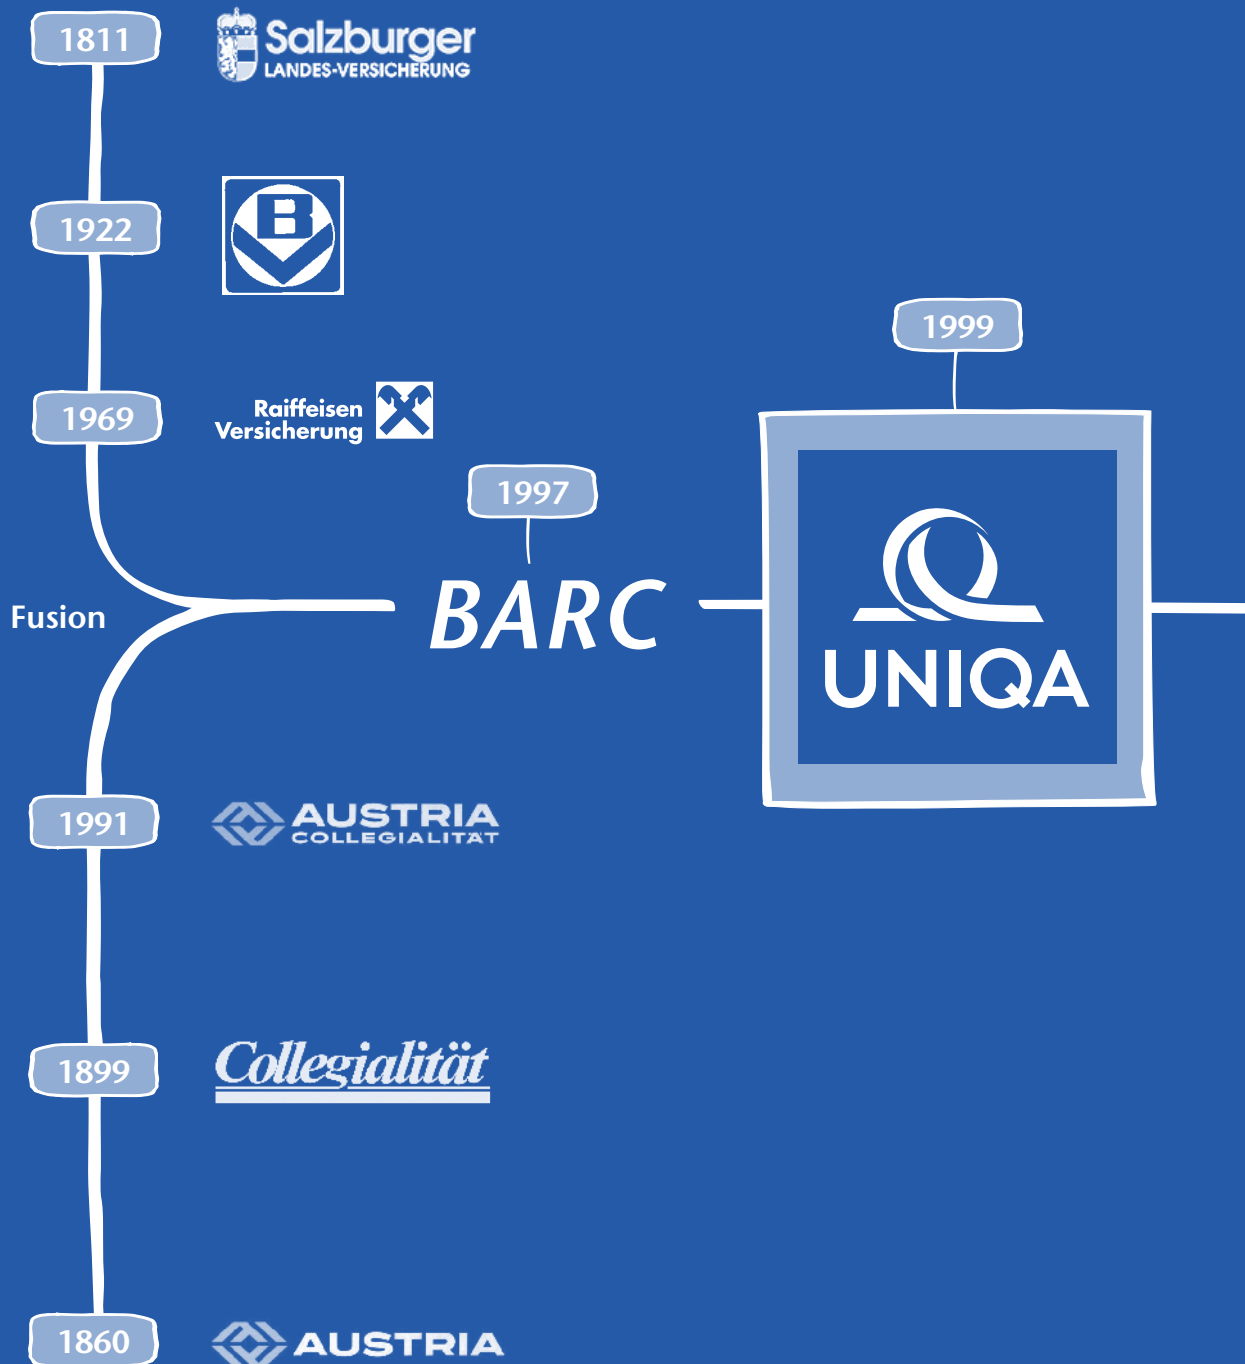 1811
Salzburger
LANDES-VERSICHERUNG
1922
B
1999
1969
Raiffeisen
Versicherung
1997
BARC
Fusion
UNIQA
1991
AUSTRIA
COLLEGIALITÄT
1899
Collegialität
1860
AUSTRIA